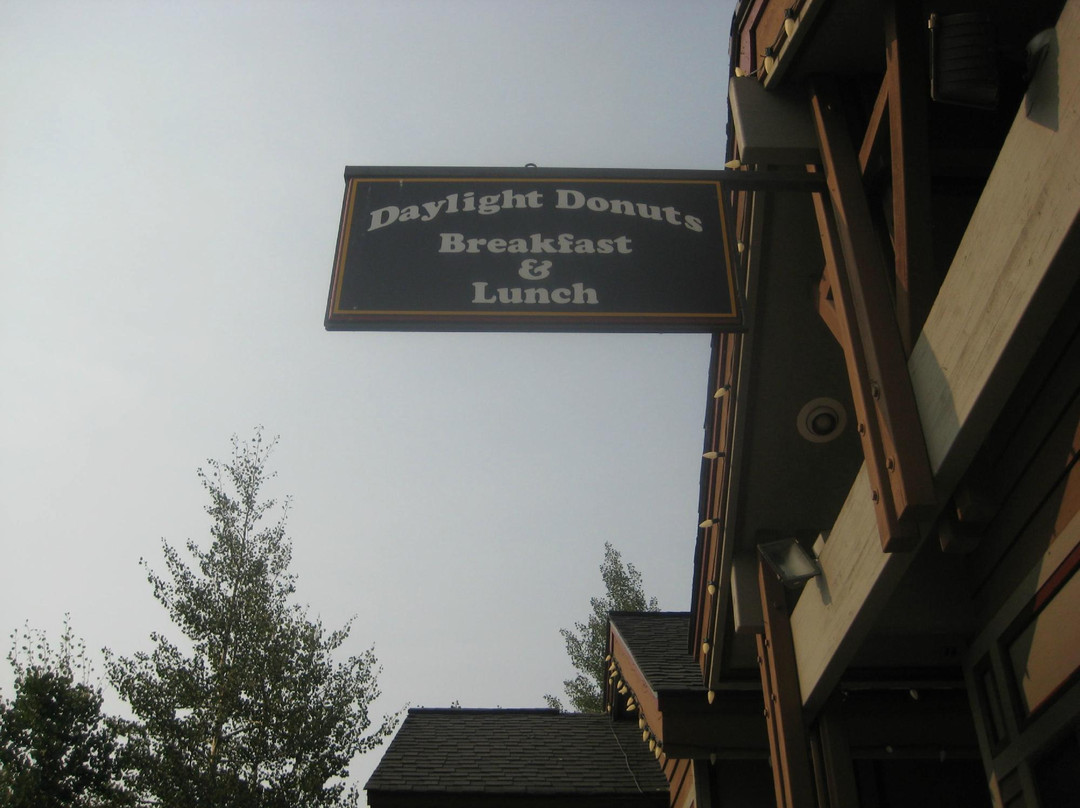 Daylight Donuts
Breakfast
&
Lunch